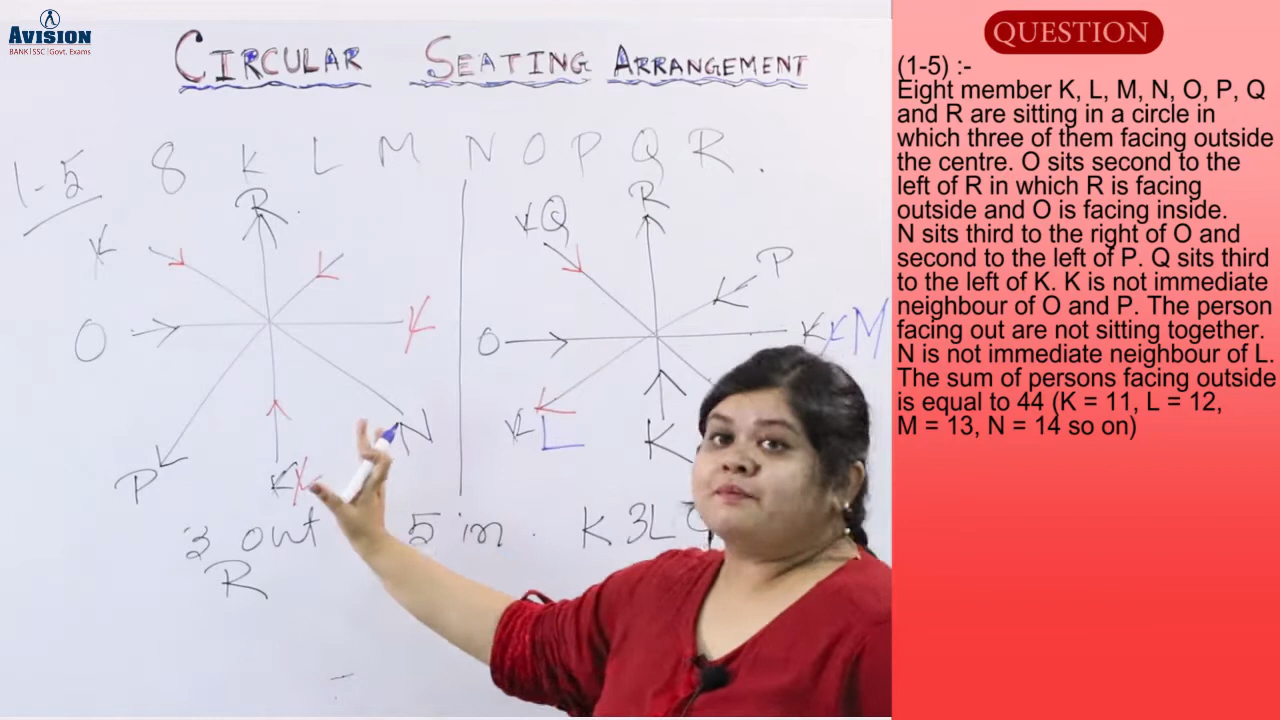 AVISION
BANK | SSC | Govt. Exams
CIRCULAR SEATING ARRANGEMENT
1-5 8 K L M N O P Q R.
R
K
O
K
P
K
N
3 out 5 in.
R
R
K Q
P
O
K M
K L
K
K 3L Q
QUESTION
(1-5) :-
Eight member K, L, M, N, O, P, Q
and R are sitting in a circle in
which three of them facing outside
the centre. O sits second to the
left of R in which R is facing
outside and O is facing inside.
N sits third to the right of O and
second to the left of P. Q sits third
to the left of K. K is not immediate
neighbour of O and P. The person
facing out are not sitting together.
N is not immediate neighbour of L.
The sum of persons facing outside
is equal to 44 (K = 11, L = 12,
M = 13, N = 14 so on)